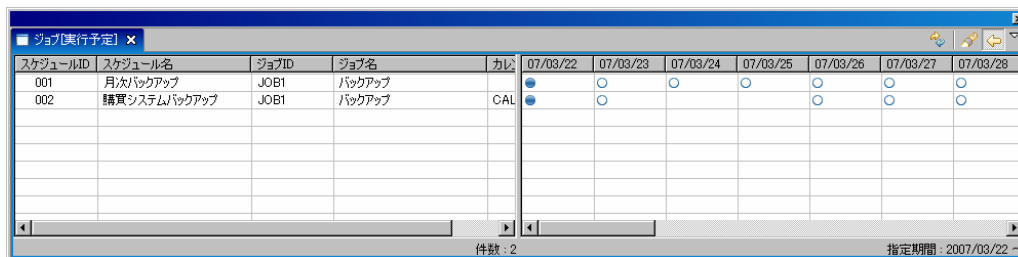 ジョブ[実行予定]
スケジュールID スケジュール名 ジョブID ジョブ名 カレン 07/03/22 07/03/23 07/03/24 07/03/25 07/03/26 07/03/27 07/03/28
001 月次バックアップ JOB1 バックアップ
002 購買システムバックアップ JOB1 バックアップ CAL
件数 : 2 指定期間 : 2007/03/22 ~